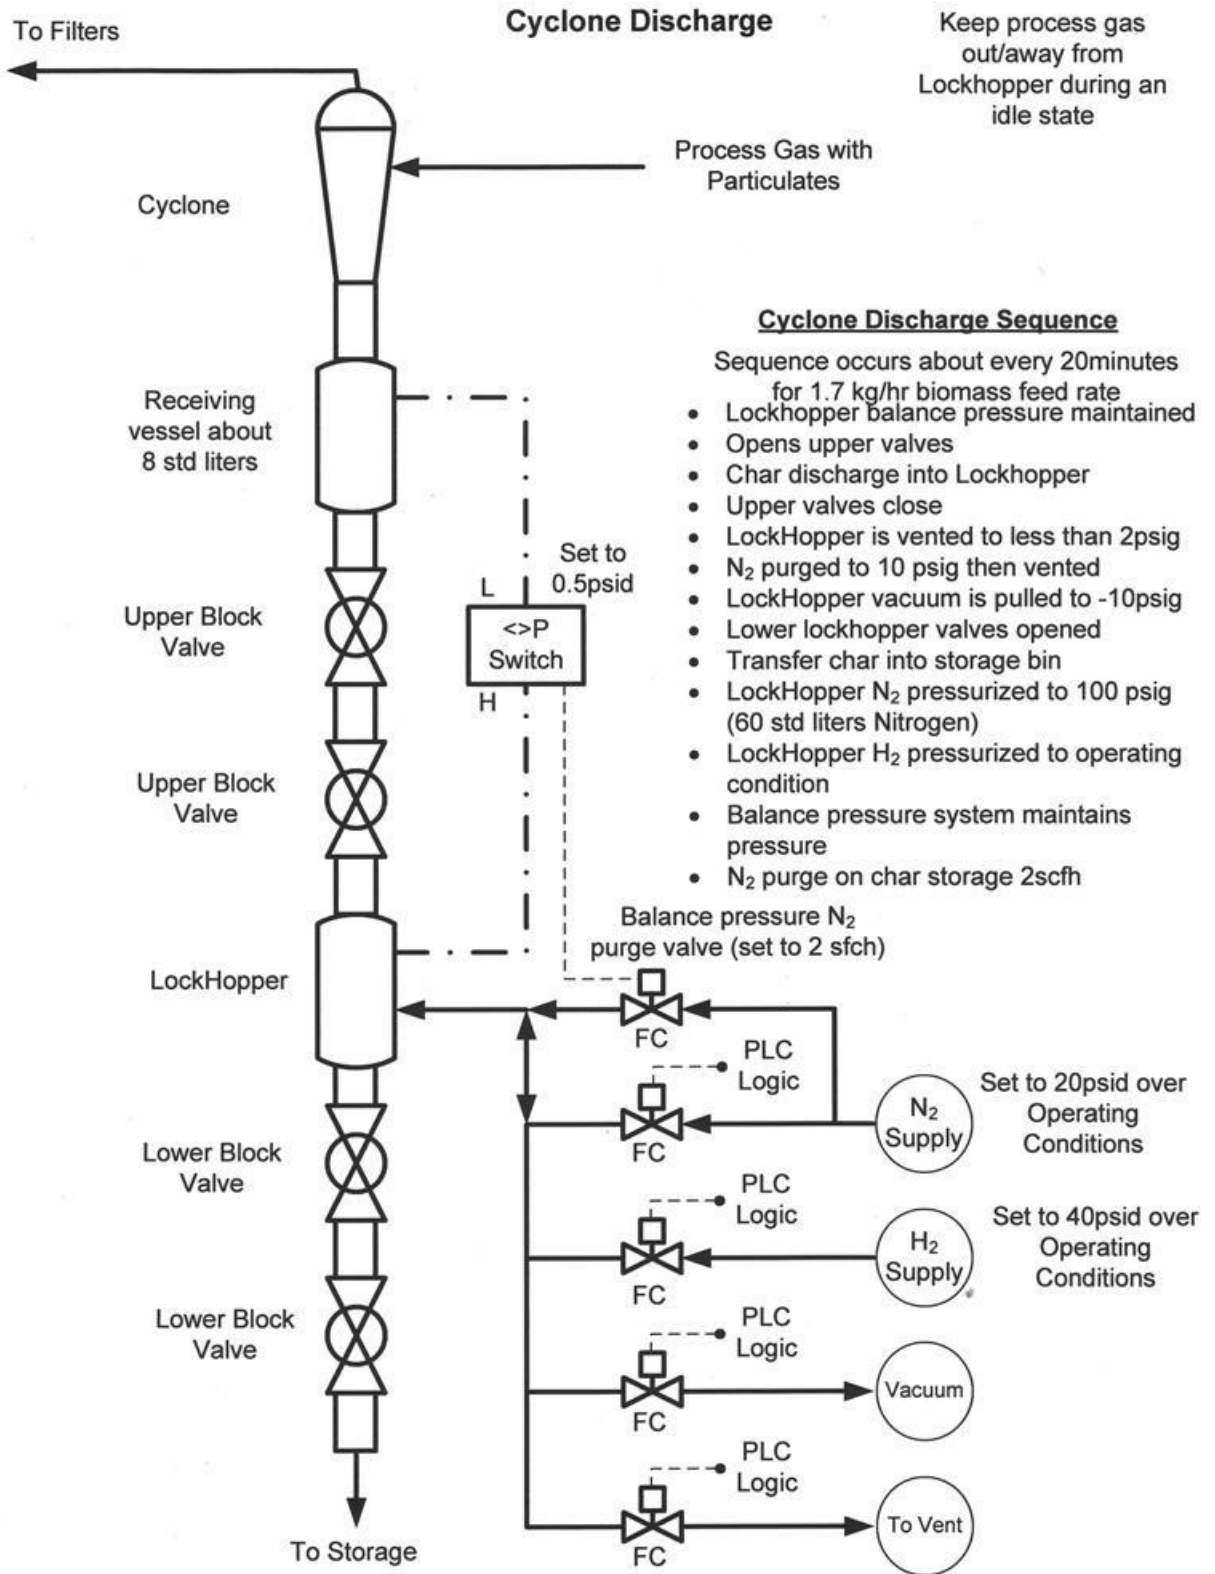 Cyclone Discharge
To Filters
Keep process gas
out/away from
Lockhopper during an
idle state
Process Gas with
Particulates
Cyclone
Cyclone Discharge Sequence
Sequence occurs about every 20minutes
for 1.7 kg/hr biomass feed rate
• Lockhopper balance pressure maintained
• Opens upper valves
• Char discharge into Lockhopper
• Upper valves close
• LockHopper is vented to less than 2psig
• N₂ purged to 10 psig then vented
• LockHopper vacuum is pulled to -10psig
• Lower lockhopper valves opened
• Transfer char into storage bin
• LockHopper N₂ pressurized to 100 psig
(60 std liters Nitrogen)
• LockHopper H₂ pressurized to operating
condition
• Balance pressure system maintains
pressure
• N₂ purge on char storage 2scfh
Receiving
vessel about
8 std liters
Set to
0.5psid
L
<>P
Switch
H
Upper Block
Valve
Upper Block
Valve
Balance pressure N₂
purge valve (set to 2 sfch)
LockHopper
FC
PLC
Logic
FC
N₂
Supply
Set to 20psid over
Operating
Conditions
Lower Block
Valve
PLC
Logic
FC
H₂
Supply
Set to 40psid over
Operating
Conditions
Lower Block
Valve
PLC
Logic
FC
Vacuum
PLC
Logic
FC
To Vent
To Storage